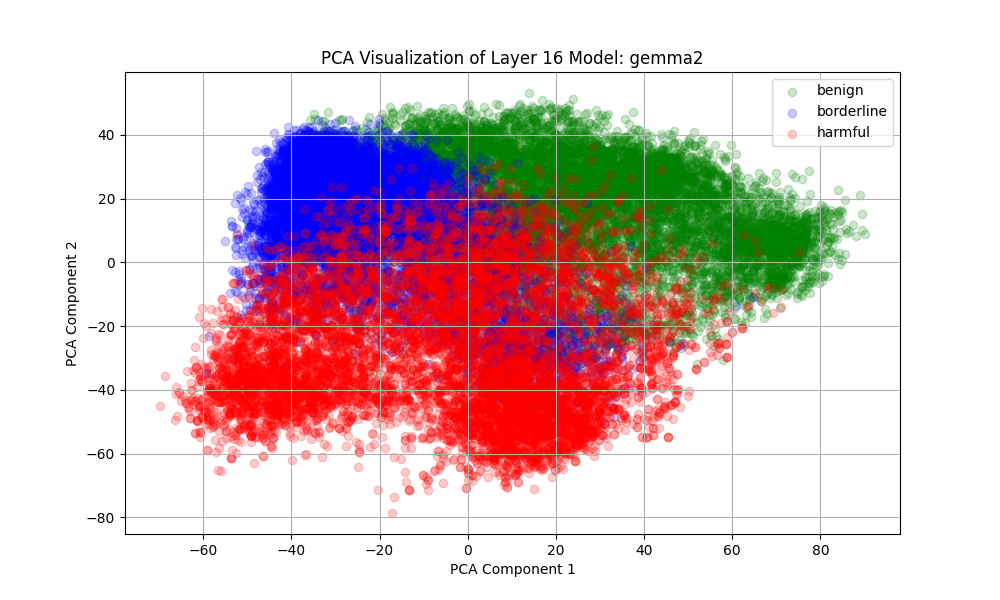 PCA Visualization of Layer 16 Model: gemma2
benign
borderline
harmful
40
20
0
−20
−40
−60
−80
PCA Component 2
−60
−40
−20
0
20
40
60
80
PCA Component 1